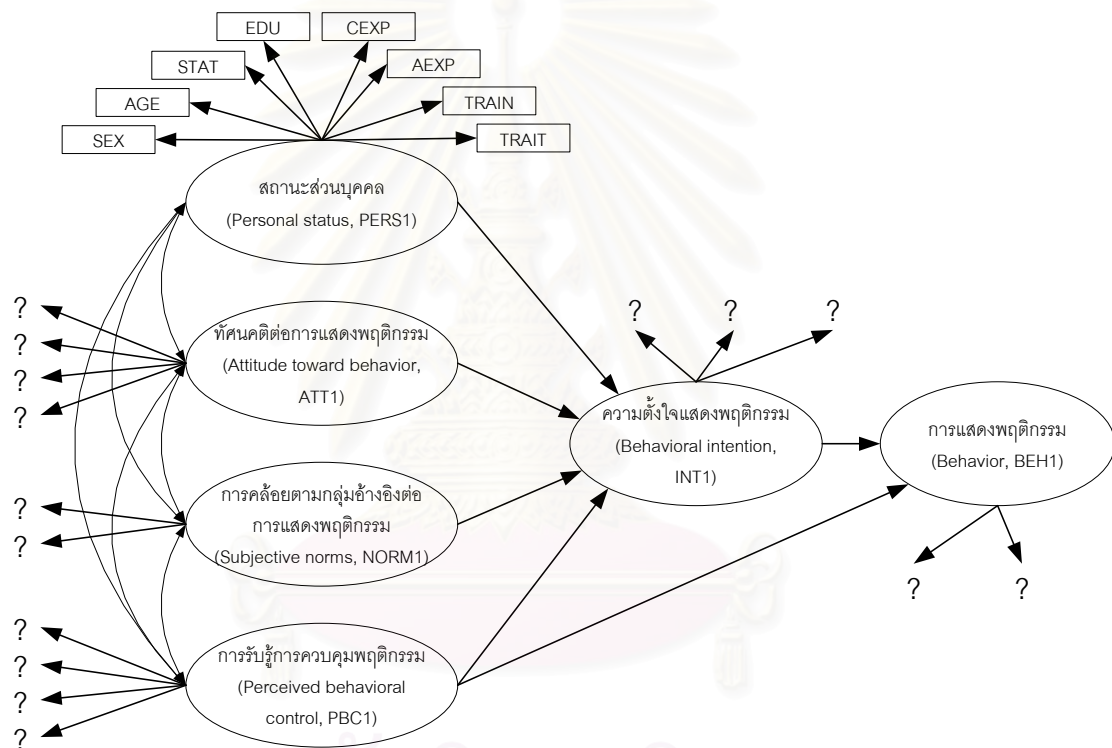 EDU
CEXP
STAT
AEXP
AGE
TRAIN
SEX
TRAIT
สถานะส่วนบุคคล
(Personal status, PERS1)
?
?
?
?
ทัศนคติต่อการแสดงพฤติกรรม
(Attitude toward behavior,
ATT1)
?
?
?
ความตั้งใจแสดงพฤติกรรม
(Behavioral intention,
INT1)
การแสดงพฤติกรรม
(Behavior, BEH1)
?
?
การคล้อยตามกลุ่มอ้างอิงต่อ
การแสดงพฤติกรรม
(Subjective norms, NORM1)
?
?
?
?
?
?
การรับรู้การควบคุมพฤติกรรม
(Perceived behavioral
control, PBC1)